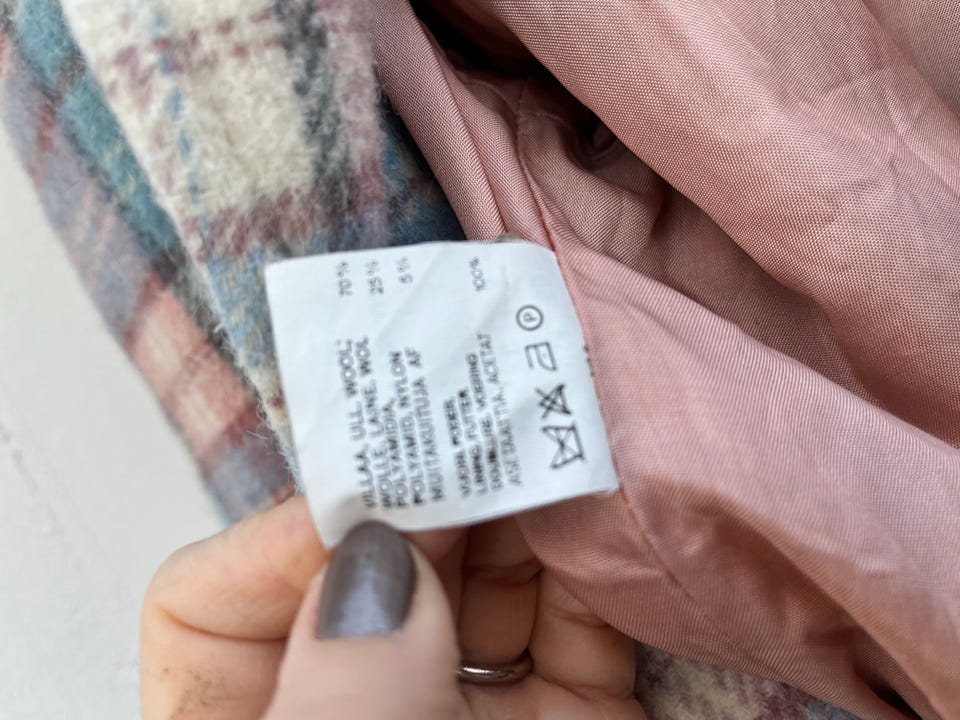 VILLAA, ULL, WOOL, 70%
WOLLE, LAINE, WOL
POLYAMIDIA, 25%
POLYAMID, NYLON
MUITAKUITUJA AF 5%
VUORI, FODER,
LINING, FUTTER
DOUBLURE, VOERING
ASETAATTIA, ACETAT 100%
P